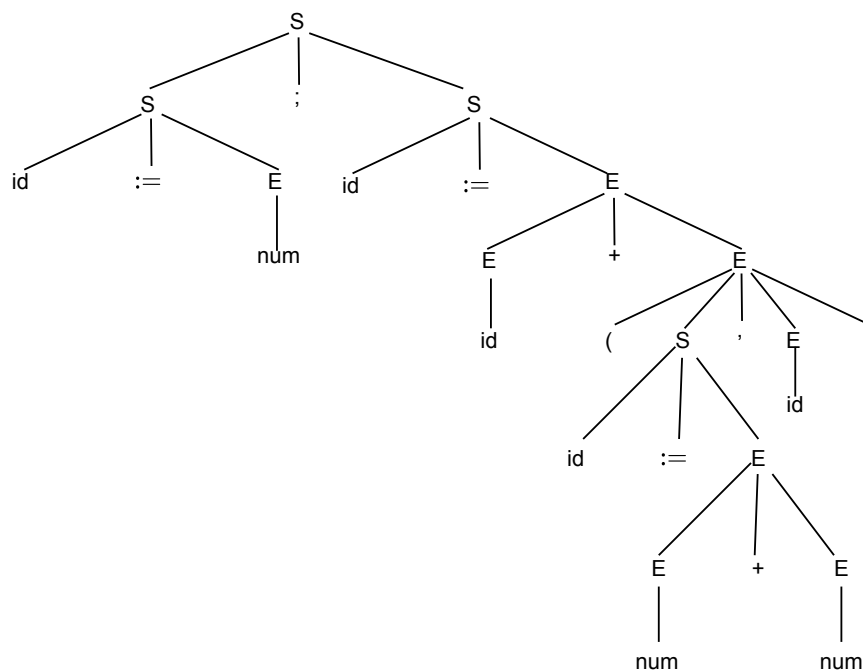 S
S ; S
id := E id := E
num E + E
id ( S , E
id
id := E
E + E
num num